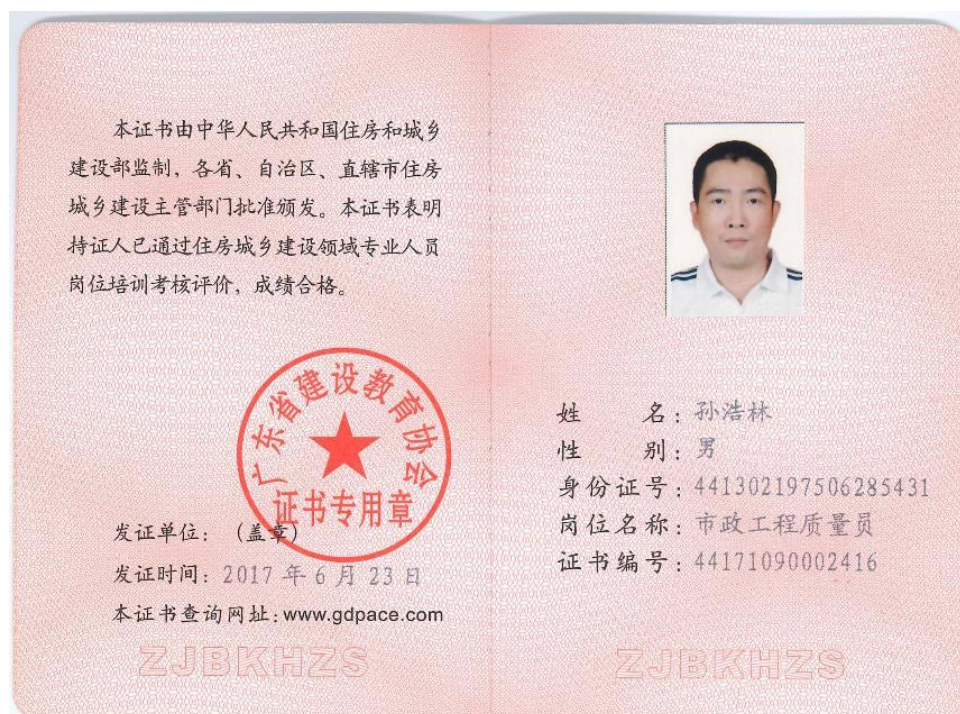 本证书由中华人民共和国住房和城乡
建设部监制，各省、自治区、直辖市住房
城乡建设主管部门批准颁发。本证书表明
持证人已通过住房城乡建设领域专业人员
岗位培训考核评价，成绩合格。
广东省建设教育协会
证书专用章
发证单位：（盖章）
发证时间：2017 年 6 月 23 日
本证书查询网址：www.gdpace.com
ZJBKHZS
姓 名：孙浩林
性 别：男
身份证号：441302197506285431
岗位名称：市政工程质量员
证书编号：44171090002416
ZJBKHZS